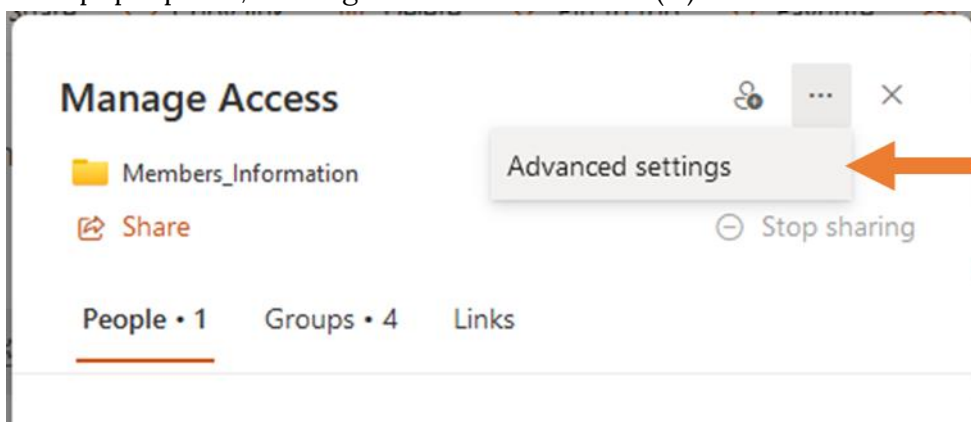 Manage Access
...
Members_Information
Advanced settings
Share
Stop sharing
People • 1 Groups • 4 Links